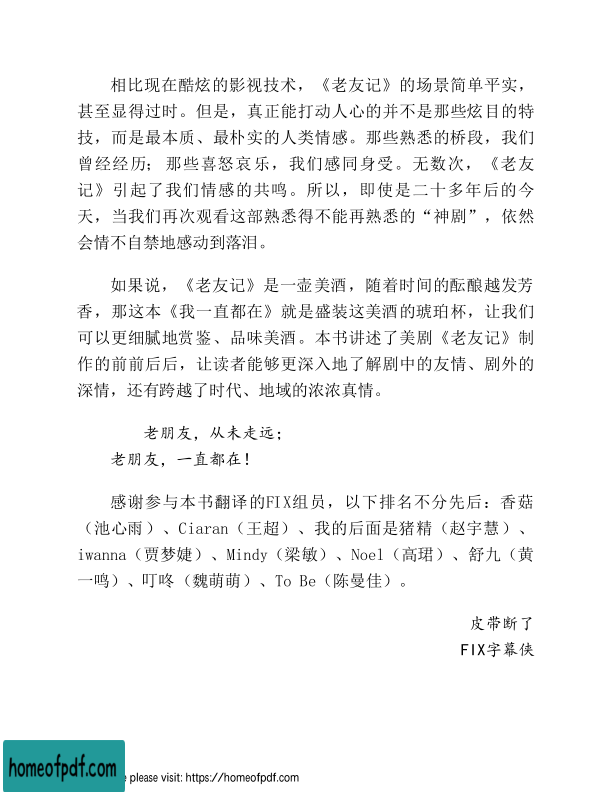 相比现在酷炫的影视技术，《老友记》的场景简单平实，
甚至显得过时。但是，真正能打动人心的并不是那些炫目的特
技，而是最本质、最朴实的人类情感。那些熟悉的桥段，我们
曾经经历；那些喜怒哀乐，我们感同身受。无数次，《老友
记》引起了我们情感的共鸣。所以，即使是二十多年后的今
天，当我们再次观看这部熟悉得不能再熟悉的“神剧”，依然
会情不自禁地感动到落泪。
如果说，《老友记》是一壶美酒，随着时间的酝酿越发芳
香，那这本《我一直都在》就是盛装这美酒的琥珀杯，让我们
可以更细腻地赏鉴、品味美酒。本书讲述了美剧《老友记》制
作的前前后后，让读者能够更深入地了解剧中的友情、剧外的
深情，还有跨越了时代、地域的浓浓真情。
老朋友，从未走远；
老朋友，一直都在！
感谢参与本书翻译的FIX组员，以下排名不分先后：香菇
（池心雨）、Ciaran（王超）、我的后面是猪精（赵宇慧）、
iwanna（贾梦婕）、Mindy（梁敏）、Noel（高珺）、舒九（黄
一鸣）、叮咚（魏萌萌）、To Be（陈曼佳）。
皮带断了
FIX字幕侠
homeofpdf.com
e please visit: https://homeofpdf.com